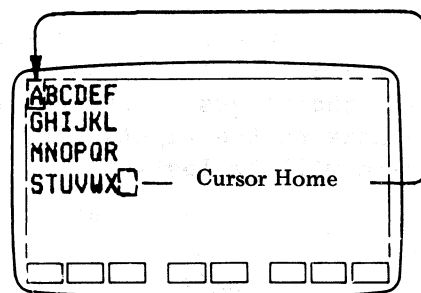 ABCDEF
GHIJKL
MNOPQR
STUVWX
Cursor Home